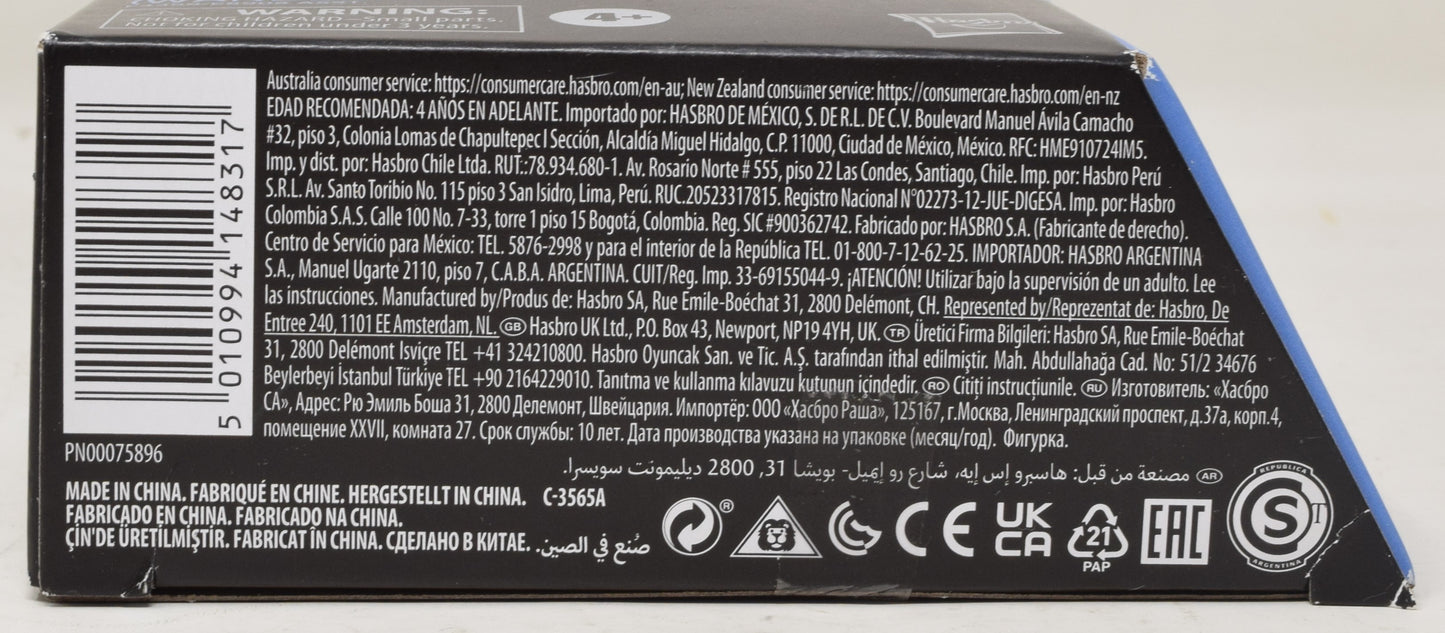 WARNING:
CHOKING HAZARD—Small parts.
Not for children under 3 years.
4+
Hasbro
5 010994 148317
PN00075896
Australia consumer service: https://consumercare.hasbro.com/en-au; New Zealand consumer service: https://consumercare.hasbro.com/en-nz
EDAD RECOMENDADA: 4 AÑOS EN ADELANTE. Importado por: HASBRO DE MÉXICO, S. DE R.L. DE C.V. Boulevard Manuel Ávila Camacho
#32, piso 3, Colonia Lomas de Chapultepec I Sección, Alcaldía Miguel Hidalgo, C.P. 11000, Ciudad de México, México. RFC: HME910724IM5.
Imp. y dist. por: Hasbro Chile Ltda. RUT.:78.934.680-1. Av. Rosario Norte # 555, piso 22 Las Condes, Santiago, Chile. Imp. por: Hasbro Perú
S.R.L. Av. Santo Toribio No. 115 piso 3 San Isidro, Lima, Perú. RUC.20523317815. Registro Nacional N°02273-12-JUE-DIGESA. Imp. por: Hasbro
Colombia S.A.S. Calle 100 No. 7-33, torre 1 piso 15 Bogotá, Colombia. Reg. SIC #900362742. Fabricado por: HASBRO S.A. (Fabricante de derecho).
Centro de Servicio para México: TEL. 5876-2998 y para el interior de la República TEL. 01-800-7-12-62-25. IMPORTADOR: HASBRO ARGENTINA
S.A., Manuel Ugarte 2110, piso 7, C.A.B.A. ARGENTINA. CUIT/Reg. Imp. 33-69155044-9. ¡ATENCIÓN! Utilizar bajo la supervisión de un adulto. Lee
las instrucciones. Manufactured by/Produs de: Hasbro SA, Rue Emile-Boéchat 31, 2800 Delémont, CH. Represented by/Reprezentat de: Hasbro, De
Entree 240, 1101 EE Amsterdam, NL. GB Hasbro UK Ltd., P.O. Box 43, Newport, NP19 4YH, UK. TR Üretici Firma Bilgileri: Hasbro SA, Rue Emile-Boéchat
31, 2800 Delémont Isviçre TEL +41 324210800. Hasbro Oyuncak San. ve Tic. A.Ş. tarafından ithal edilmiştir. Mah. Abdullahağa Cad. No: 51/2 34676
Beylerbeyi İstanbul Türkiye TEL +90 2164229010. Tanıtma ve kullanma kılavuzu kutunun içindedir. RO Citiți instrucțiunile. RU Изготовитель: «Хасбро
СА», Адрес: Рю Эмиль Боша 31, 2800 Делемонт, Швейцария. Импортёр: ООО «Хасбро Раша», 125167, г.Москва, Ленинградский проспект, д.37а, корп.4,
помещение XXVII, комната 27. Срок службы: 10 лет. Дата производства указана на упаковке (месяц/год). Фигурка.
AR مصنعة من قبل: هاسبرو إس إيه، شارع رو إيميل- بويشا 31, 2800 ديليمونت سويسرا.
MADE IN CHINA. FABRIQUÉ EN CHINE. HERGESTELLT IN CHINA. C-3565A
FABRICADO EN CHINA. FABRICADO NA CHINA.
ÇİN'DE ÜRETİLMİŞTİR. FABRICAT ÎN CHINA. СДЕЛАНО В КИТАЕ. صُنع في الصين.
®
CE
UK
CA
21
PAP
EAC
REPUBLICA
S
T
ARGENTINA